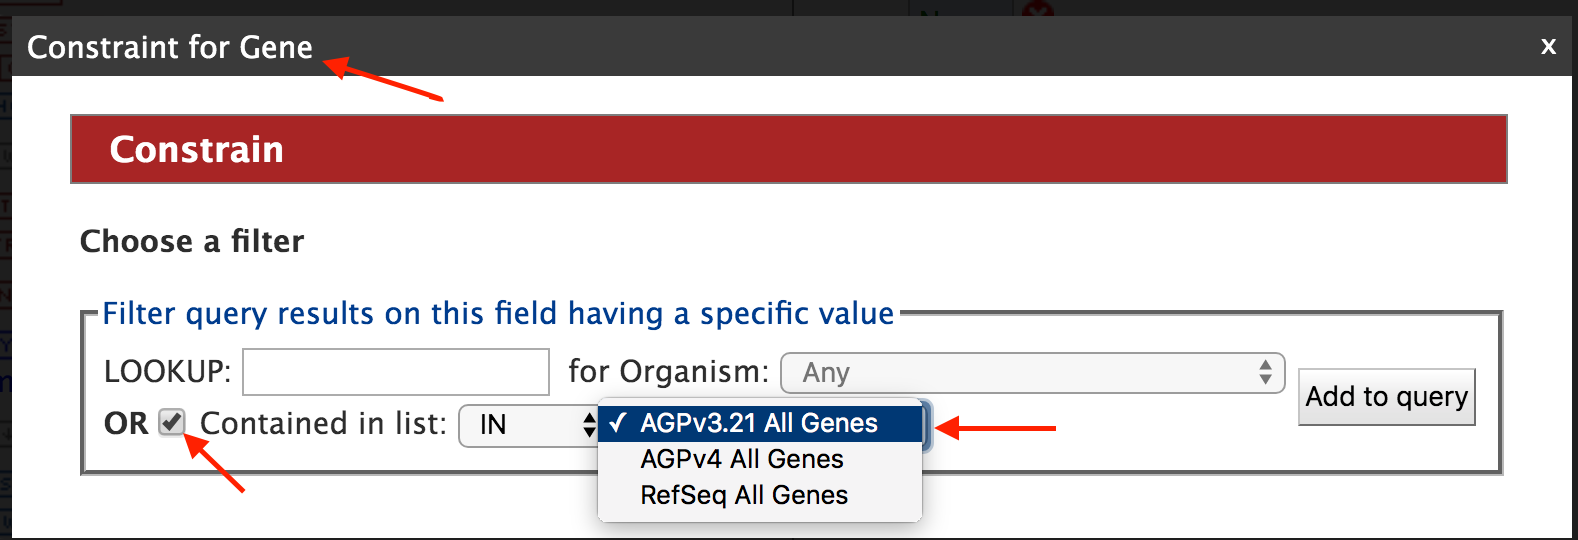 Constraint for Gene x
Constrain
Choose a filter
Filter query results on this field having a specific value
LOOKUP: for Organism: Any
Add to query
OR Contained in list: IN AGPv3.21 All Genes
AGPv4 All Genes
RefSeq All Genes